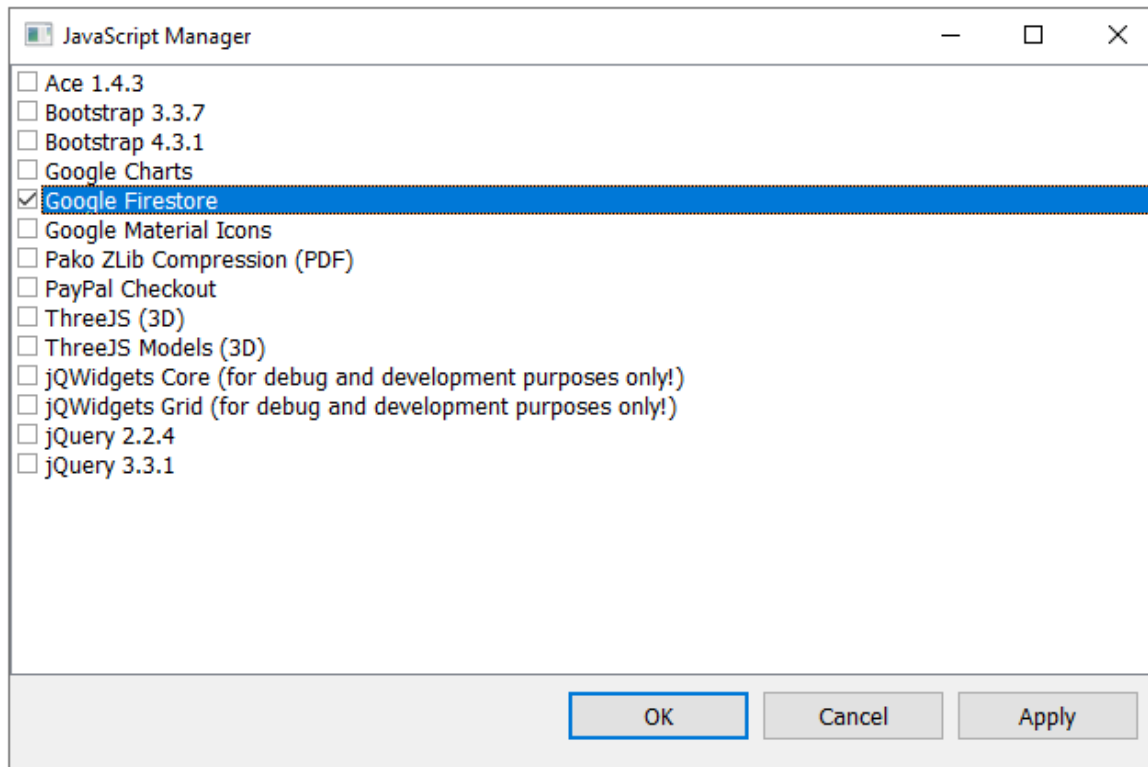 JavaScript Manager
Ace 1.4.3
Bootstrap 3.3.7
Bootstrap 4.3.1
Google Charts
Google Firestore
Google Material Icons
Pako ZLib Compression (PDF)
PayPal Checkout
ThreeJS (3D)
ThreeJS Models (3D)
jQWidgets Core (for debug and development purposes only!)
jQWidgets Grid (for debug and development purposes only!)
jQuery 2.2.4
jQuery 3.3.1
OK Cancel Apply